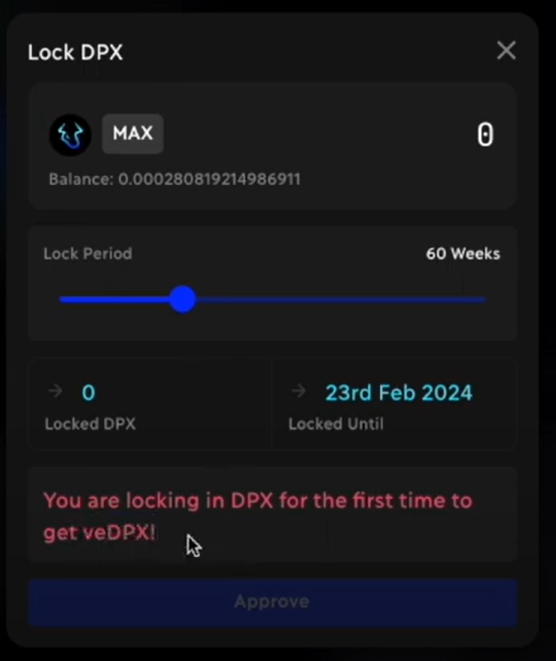 Lock DPX
MAX
0
Balance: 0.000280819214986911
Lock Period
60 Weeks
0
Locked DPX
23rd Feb 2024
Locked Until
You are locking in DPX for the first time to
get veDPX!
Approve